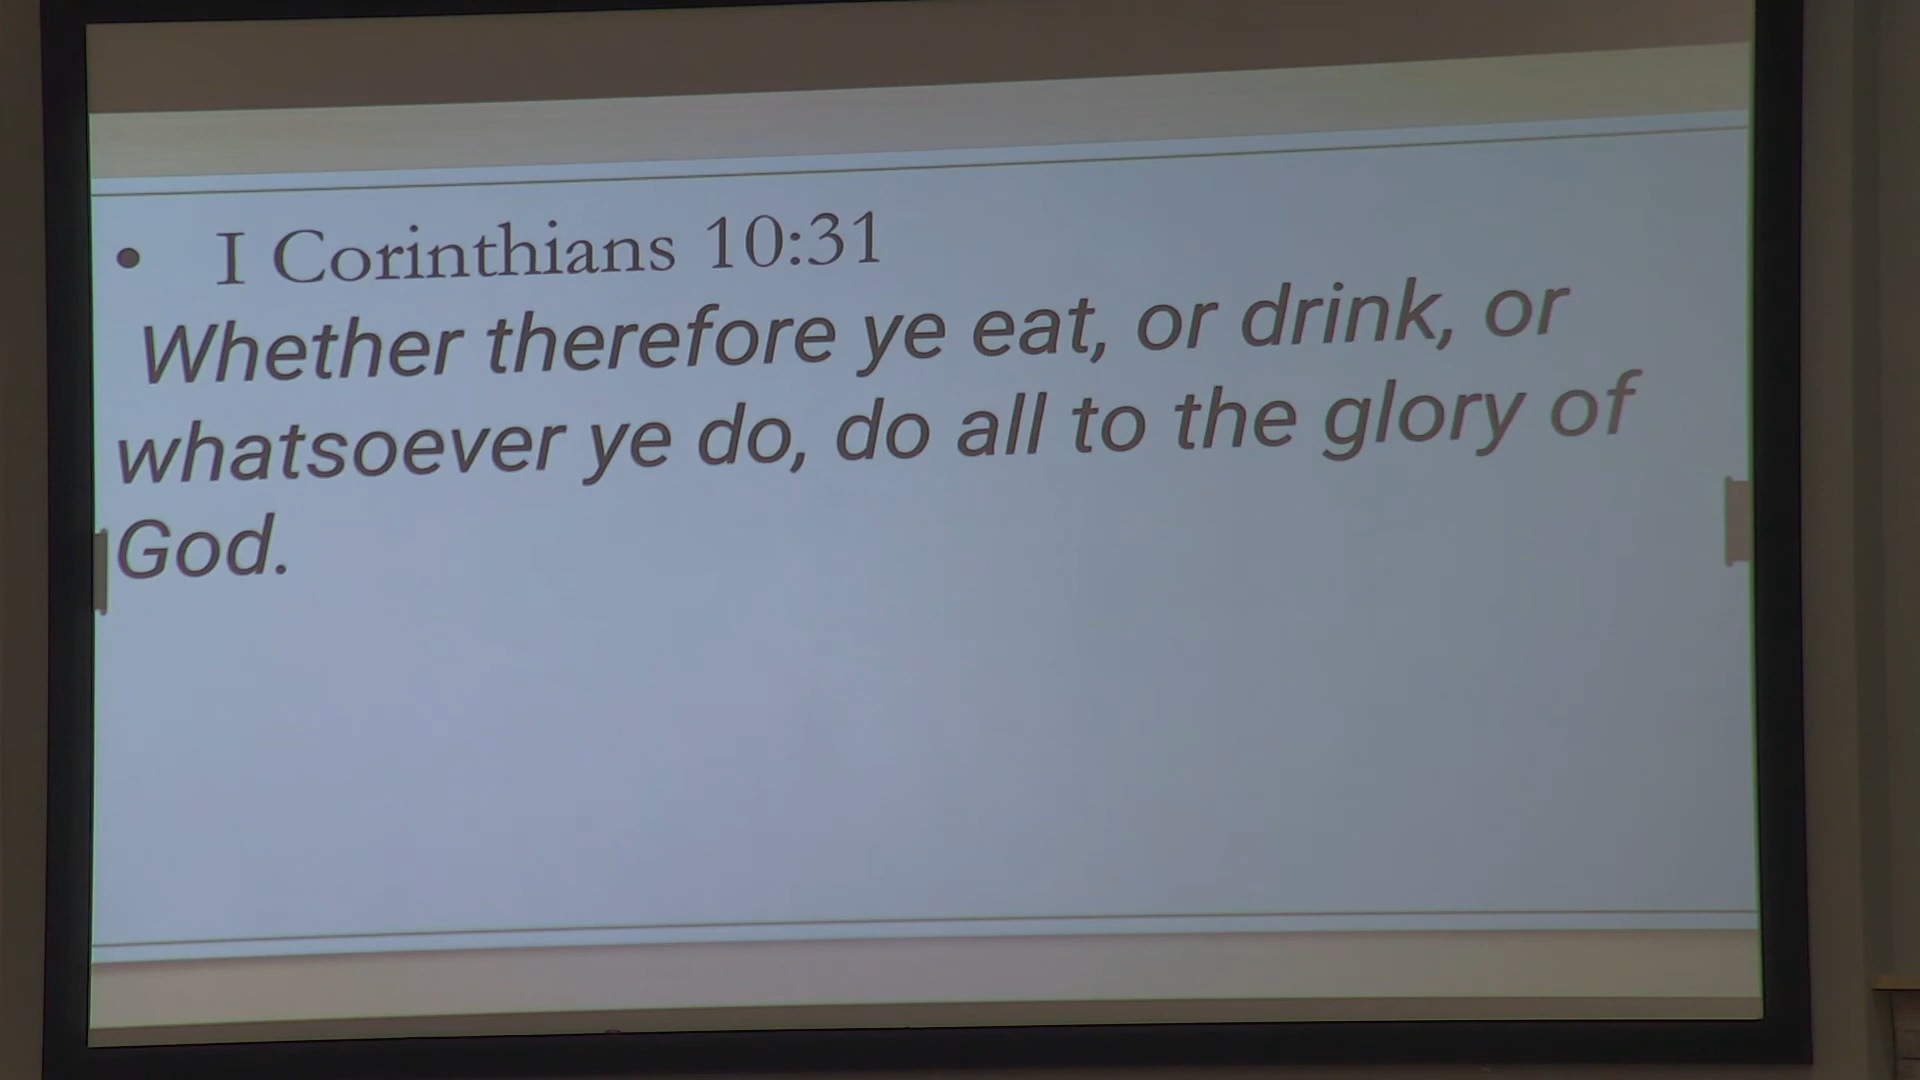 • I Corinthians 10:31
Whether therefore ye eat, or drink, or
whatsoever ye do, do all to the glory of
God.